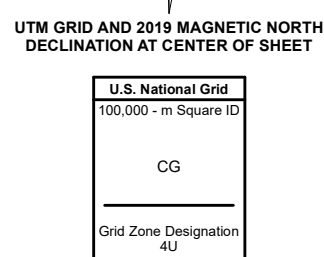 UTM GRID AND 2019 MAGNETIC NORTH
DECLINATION AT CENTER OF SHEET
U.S. National Grid
100,000 - m Square ID
CG
Grid Zone Designation
4U